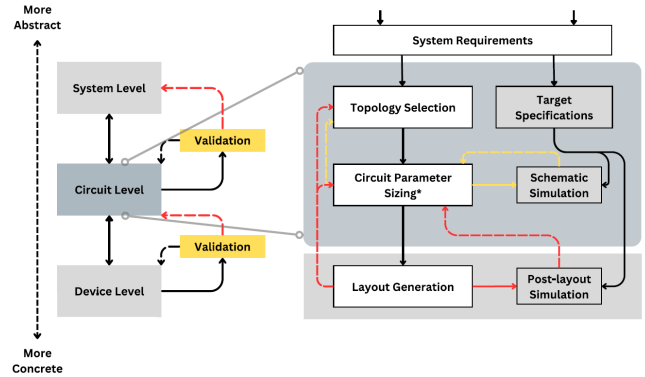 More
Abstract
System Level
Validation
Circuit Level
Validation
Device Level
More
Concrete
System Requirements
Topology Selection
Target
Specifications
Circuit Parameter
Sizing*
Schematic
Simulation
Layout Generation
Post-layout
Simulation